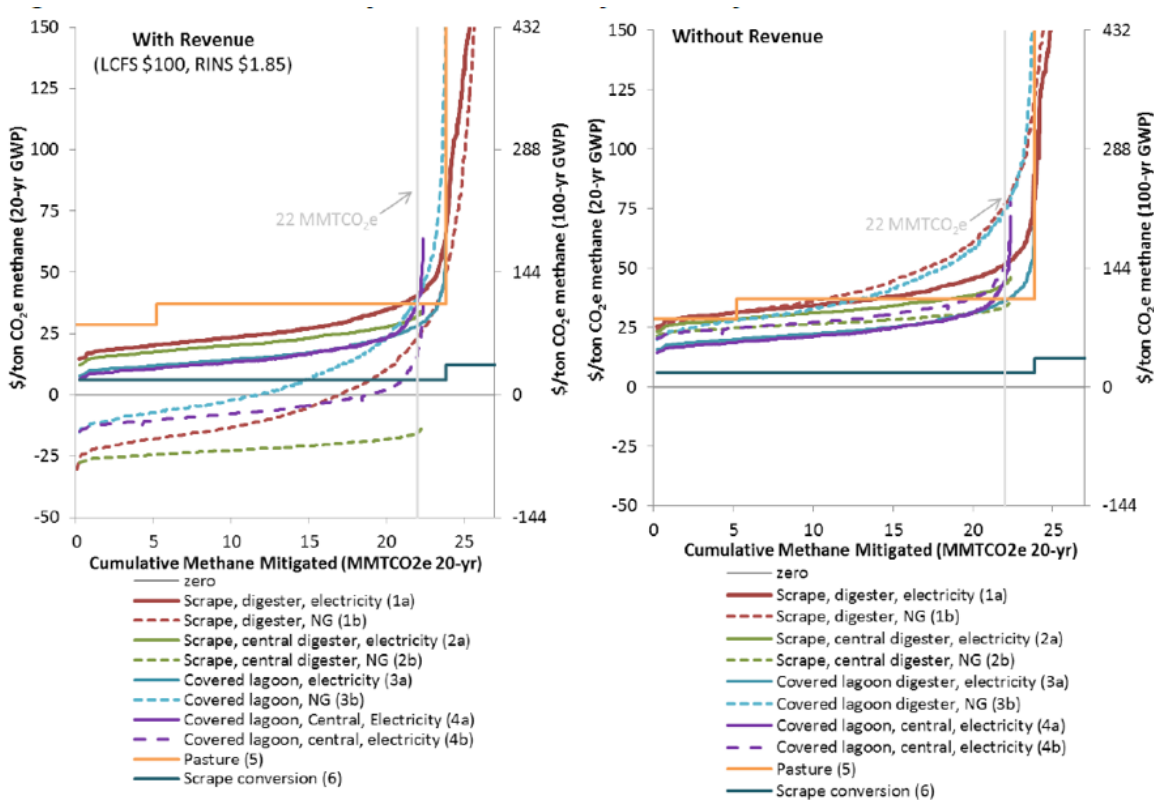 With Revenue
(LCFS $100, RINS $1.85)
$/ton CO₂e methane (20-yr GWP)
150
125
100
75
50
25
0
-25
-50
432
288
144
0
-144
$/ton CO₂e methane (100-yr GWP)
22 MMTCO₂e
0
5
10
15
20
25
Cumulative Methane Mitigated (MMTCO2e 20-yr)
zero
Scrape, digester, electricity (1a)
Scrape, digester, NG (1b)
Scrape, central digester, electricity (2a)
Scrape, central digester, NG (2b)
Covered lagoon, electricity (3a)
Covered lagoon, NG (3b)
Covered lagoon, Central, Electricity (4a)
Covered lagoon, central, electricity (4b)
Pasture (5)
Scrape conversion (6)
Without Revenue
$/ton CO₂e methane (20-yr GWP)
150
125
100
75
50
25
0
-25
-50
432
288
144
0
-144
$/ton CO₂e methane (100-yr GWP)
22 MMTCO₂e
0
5
10
15
20
25
Cumulative Methane Mitigated (MMTCO2e 20-yr)
zero
Scrape, digester, electricity (1a)
Scrape, digester, NG (1b)
Scrape, central digester, electricity (2a)
Scrape, central digester, NG (2b)
Covered lagoon digester, electricity (3a)
Covered lagoon digester, NG (3b)
Covered lagoon, central, electricity (4a)
Covered lagoon, central, electricity (4b)
Pasture (5)
Scrape conversion (6)